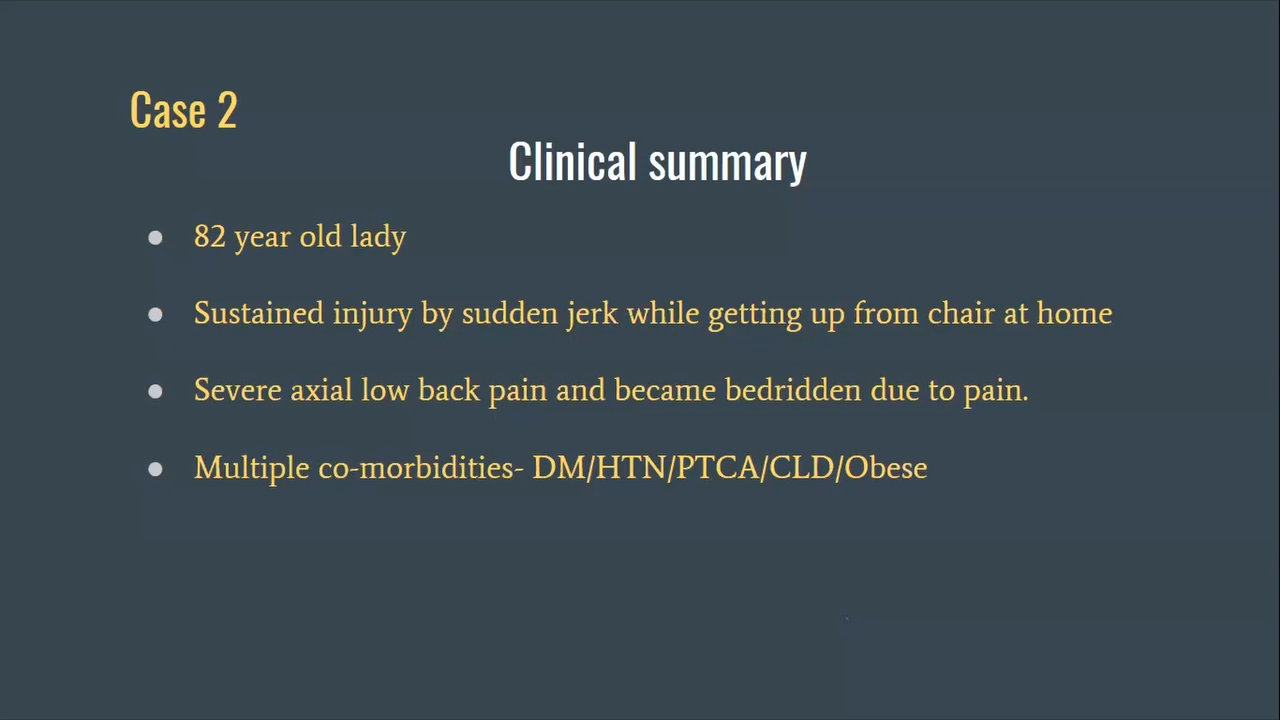 Case 2
Clinical summary
● 82 year old lady
● Sustained injury by sudden jerk while getting up from chair at home
● Severe axial low back pain and became bedridden due to pain.
● Multiple co-morbidities- DM/HTN/PTCA/CLD/Obese